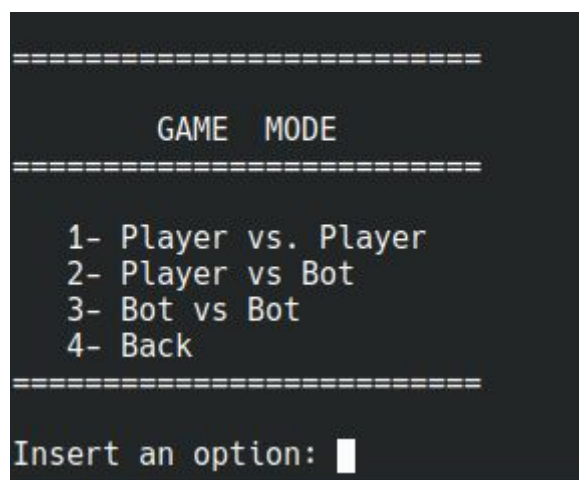 ==========================
GAME  MODE
==========================
1- Player vs. Player
2- Player vs Bot
3- Bot vs Bot
4- Back
==========================
Insert an option: